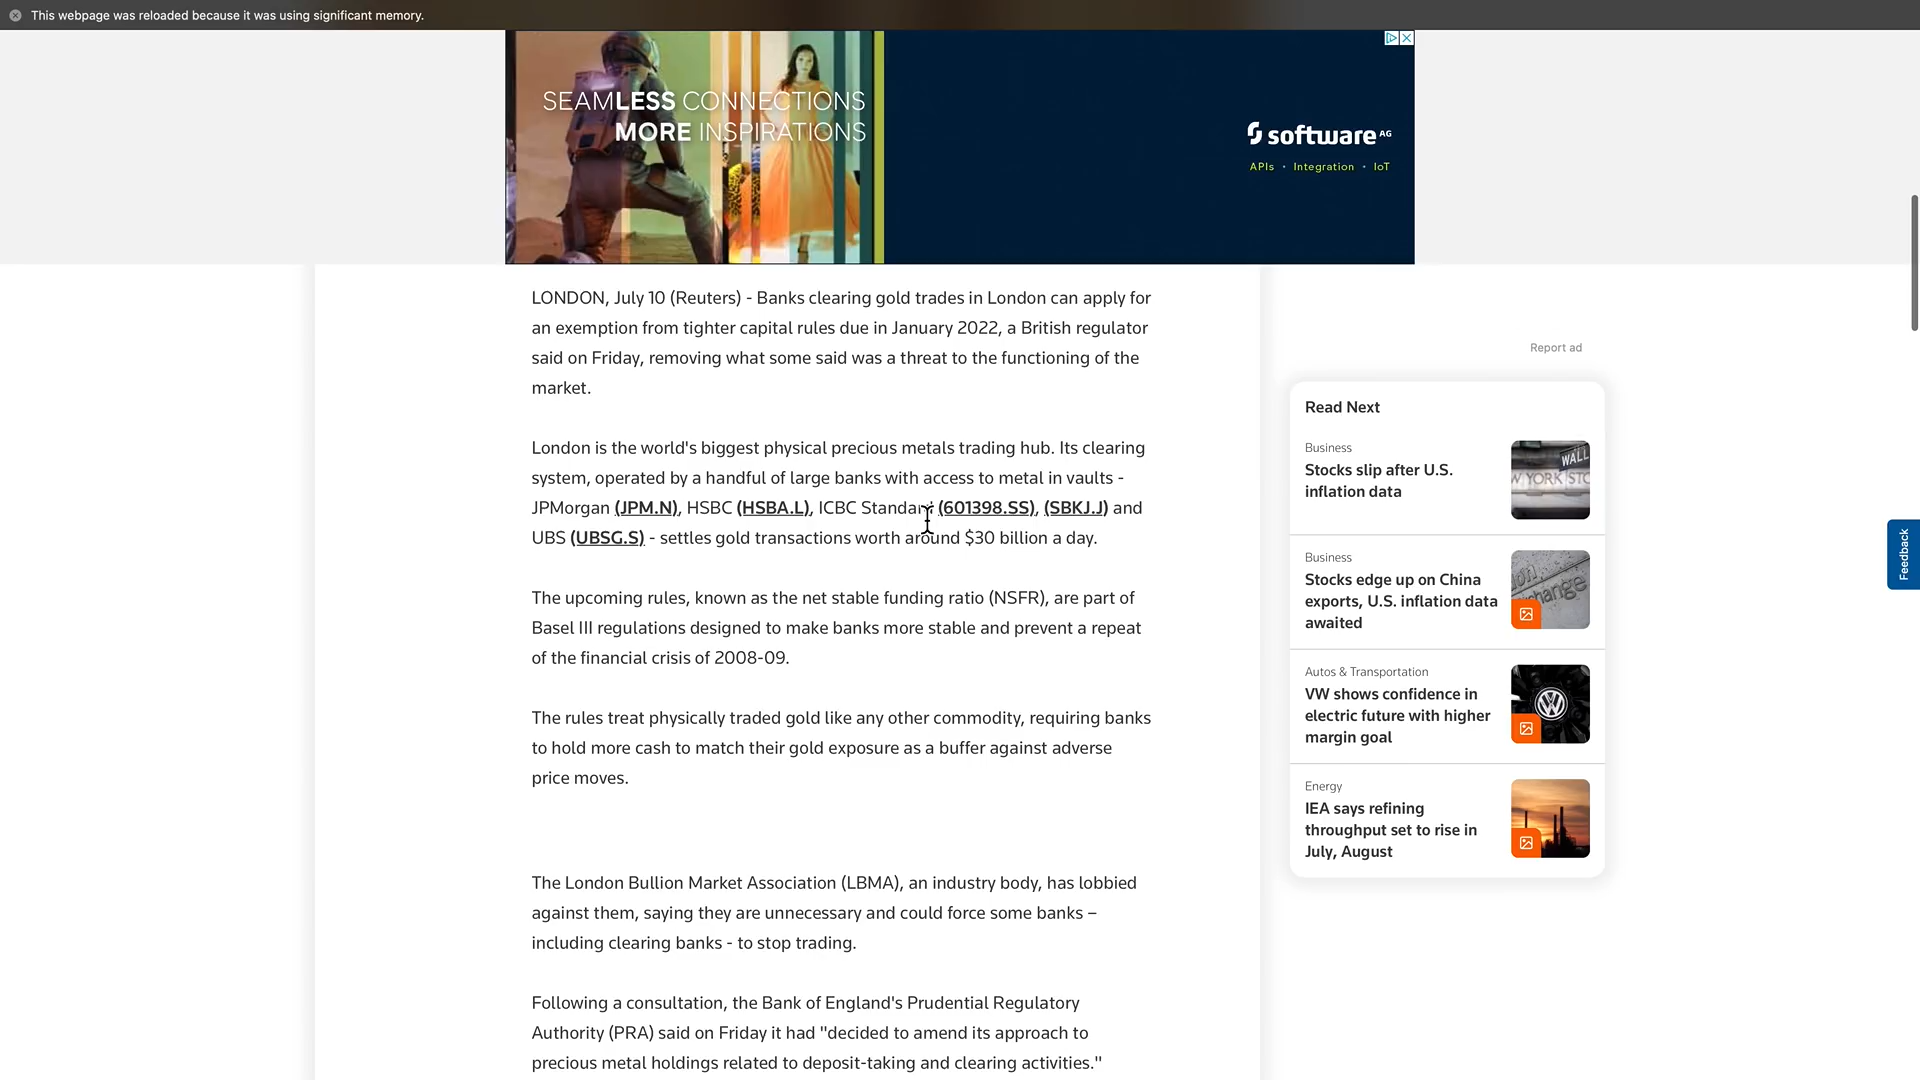 This webpage was reloaded because it was using significant memory.
SEAMLESS CONNECTIONS
MORE INSPIRATIONS
software AG
APIs • Integration • IoT
LONDON, July 10 (Reuters) - Banks clearing gold trades in London can apply for
an exemption from tighter capital rules due in January 2022, a British regulator
said on Friday, removing what some said was a threat to the functioning of the
market.
London is the world's biggest physical precious metals trading hub. Its clearing
system, operated by a handful of large banks with access to metal in vaults -
JPMorgan (JPM.N), HSBC (HSBA.L), ICBC Standard (601398.SS), (SBKJ.J) and
UBS (UBSG.S) - settles gold transactions worth around $30 billion a day.
The upcoming rules, known as the net stable funding ratio (NSFR), are part of
Basel III regulations designed to make banks more stable and prevent a repeat
of the financial crisis of 2008-09.
The rules treat physically traded gold like any other commodity, requiring banks
to hold more cash to match their gold exposure as a buffer against adverse
price moves.
The London Bullion Market Association (LBMA), an industry body, has lobbied
against them, saying they are unnecessary and could force some banks –
including clearing banks - to stop trading.
Following a consultation, the Bank of England's Prudential Regulatory
Authority (PRA) said on Friday it had "decided to amend its approach to
precious metal holdings related to deposit-taking and clearing activities."
Report ad
Read Next
Business
Stocks slip after U.S.
inflation data
WALL
Business
Stocks edge up on China
exports, U.S. inflation data
awaited
Autos & Transportation
VW shows confidence in
electric future with higher
margin goal
Energy
IEA says refining
throughput set to rise in
July, August
Feedback